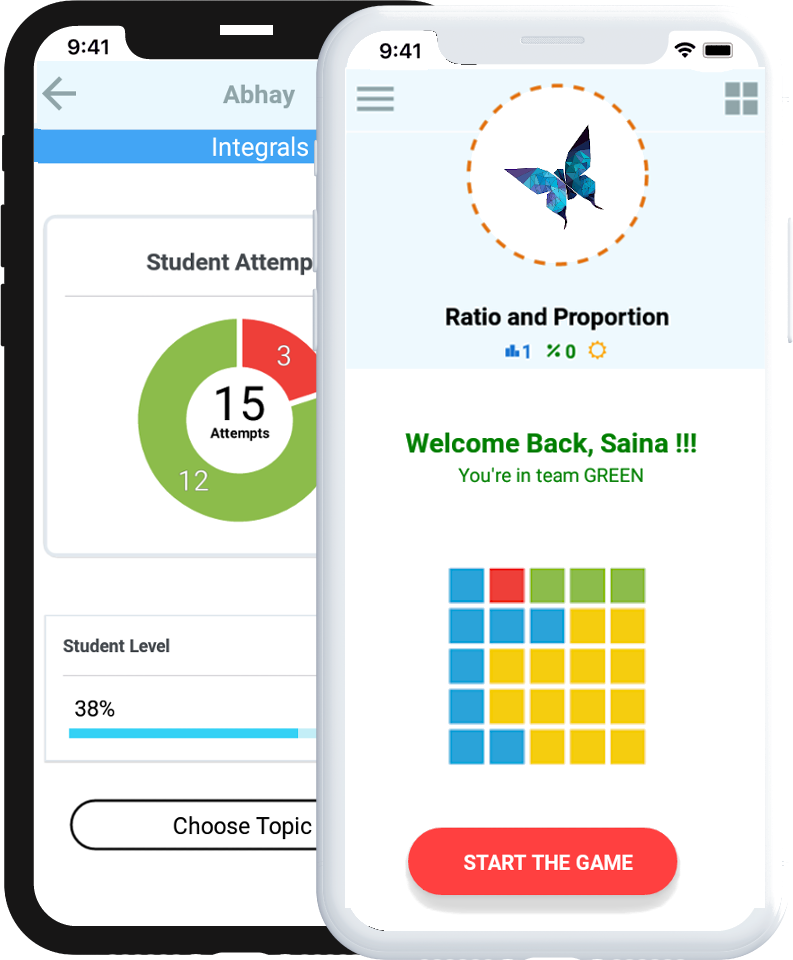 9:41
Abhay
Integrals
Student Attemp
3
15
Attempts
12
Student Level
38%
Choose Topic
9:41
Ratio and Proportion
1 % 0
Welcome Back, Saina !!!
You're in team GREEN
START THE GAME